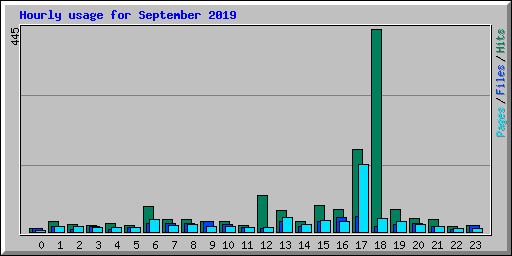 Hourly usage for September 2019
445
Pages/Files/Hits
0 1 2 3 4 5 6 7 8 9 10 11 12 13 14 15 16 17 18 19 20 21 22 23